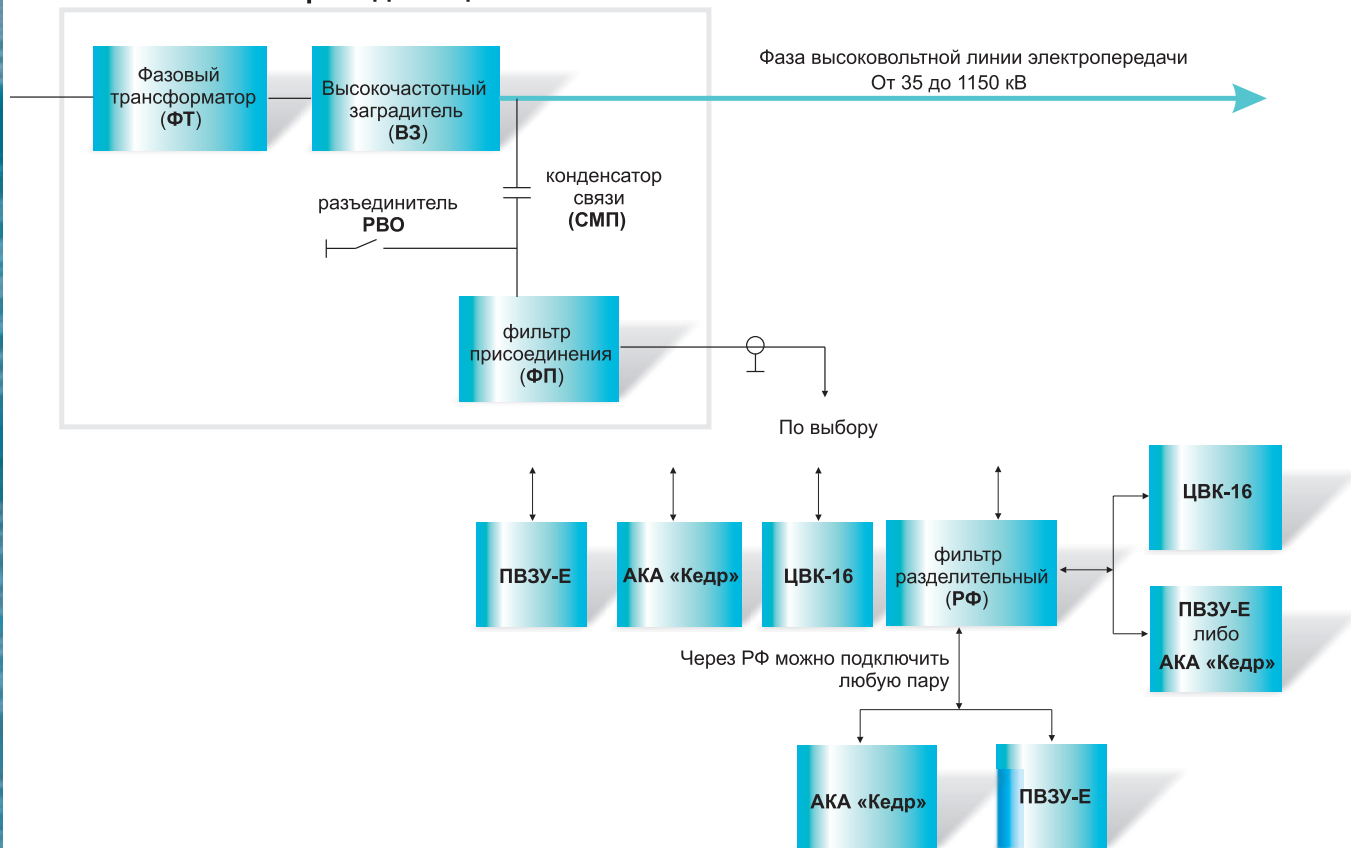 Фазовый
трансформатор
(ФТ)
Высокочастотный
заградитель
(ВЗ)
Фаза высоковольтной линии электропередачи
От 35 до 1150 кВ
конденсатор
связи
(СМП)
разъединитель
РВО
фильтр
присоединения
(ФП)
По выбору
ПВЗУ-Е
АКА «Кедр»
ЦВК-16
фильтр
разделительный
(РФ)
ЦВК-16
ПВЗУ-Е
либо
АКА «Кедр»
Через РФ можно подключить
любую пару
АКА «Кедр»
ПВЗУ-Е